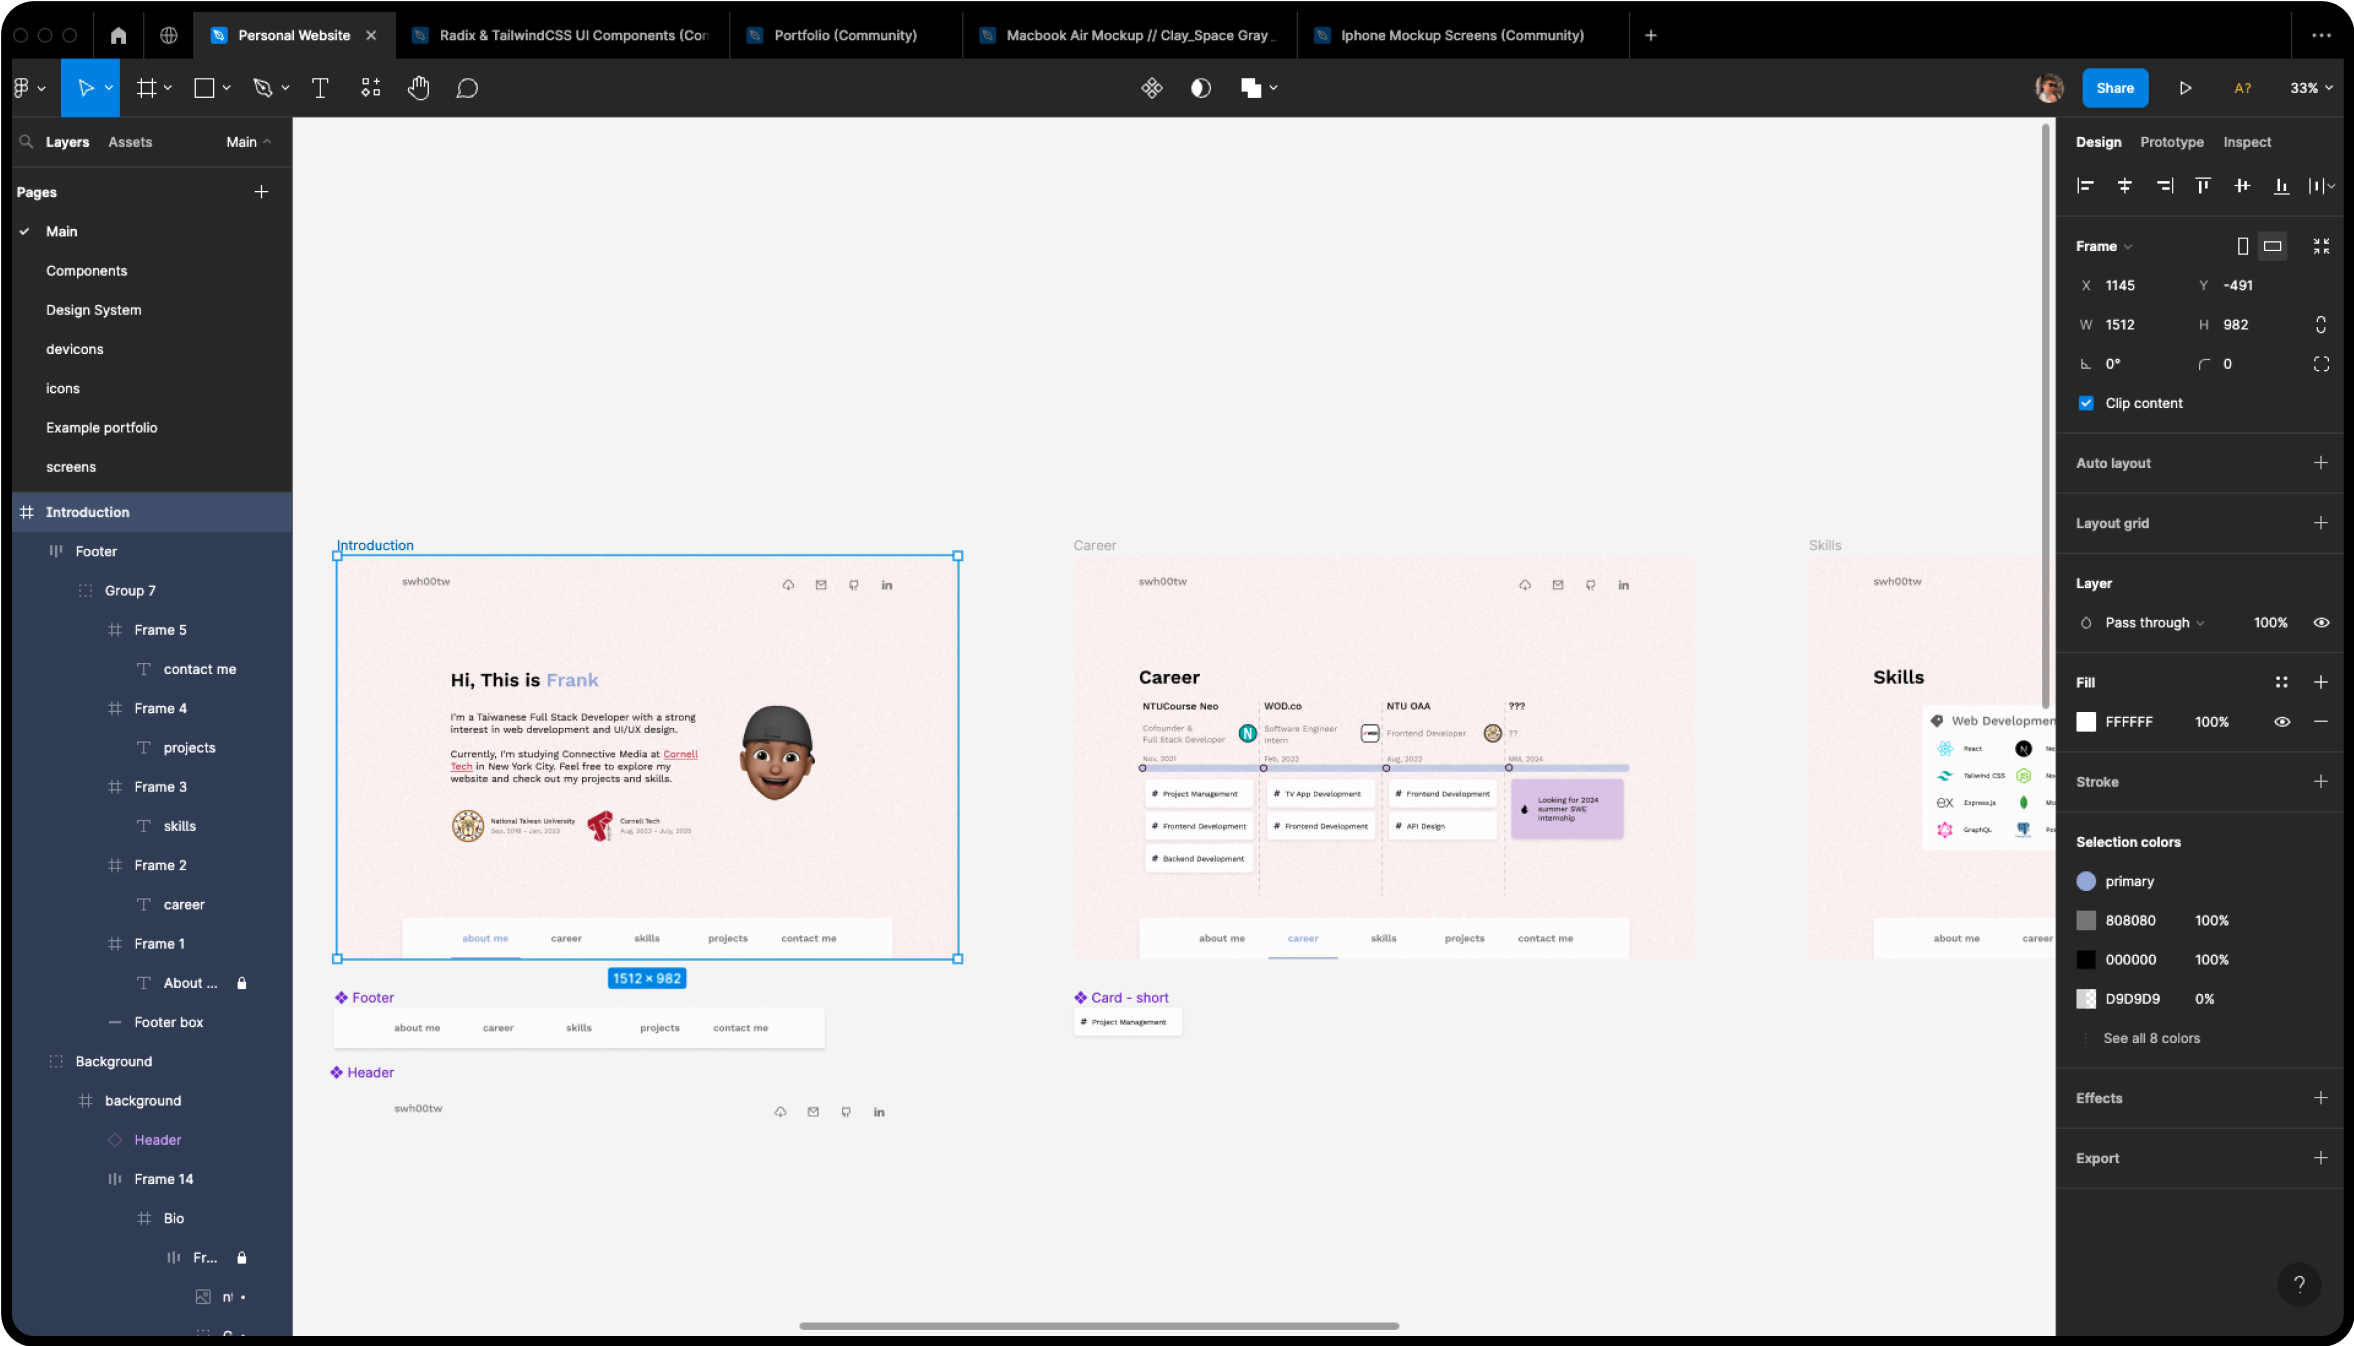 Personal Website
Radix & TailwindCSS UI Components (Cor
Portfolio (Community)
Macbook Air Mockup // Clay_Space Gray
Iphone Mockup Screens (Community)
Share
A?
33%
Layers
Assets
Main
Pages
Main
Components
Design System
devicons
icons
Example portfolio
screens
Introduction
Footer
Group 7
Frame 5
contact me
Frame 4
projects
Frame 3
skills
Frame 2
career
Frame 1
About ...
Footer box
Background
background
Header
Frame 14
Bio
Fr...
Introduction
swh00tw
in
Hi, This is Frank
I'm a Taiwanese Full Stack Developer with a strong
interest in web development and UI/UX design.
Currently, I'm studying Connective Media at Cornell
Tech in New York City. Feel free to explore my
website and check out my projects and skills.
National Taiwan University
Sep, 2018 - Jan, 2023
Cornell Tech
Aug, 2023 - July, 2025
about me
career
skills
projects
contact me
1512 × 982
Footer
about me
career
skills
projects
contact me
Header
swh00tw
in
Career
swh00tw
in
Career
NTUCourse Neo
WOD.co
NTU OAA
???
Cofounder &
Full Stack Developer
N
Software Engineer
Intern
Frontend Developer
??
Nov, 2021
Feb, 2022
Aug, 2022
MM, 2024
# Project Management
# TV App Development
# Frontend Development
# Frontend Development
# Frontend Development
# API Design
# Backend Development
Looking for 2024
summer SWE
internship
about me
career
skills
projects
contact me
Card - short
# Project Management
Skills
swh00tw
Skills
Web Developmen
React
N
Tailwind CSS
EX
Express.js
GraphQL
about me
career
Design
Prototype
Inspect
Frame
X 1145
Y -491
W 1512
H 982
0°
0
Clip content
Auto layout
Layout grid
Layer
Pass through
100%
Fill
FFFFFF
100%
Stroke
Selection colors
primary
808080
100%
000000
100%
D9D9D9
0%
See all 8 colors
Effects
Export
?